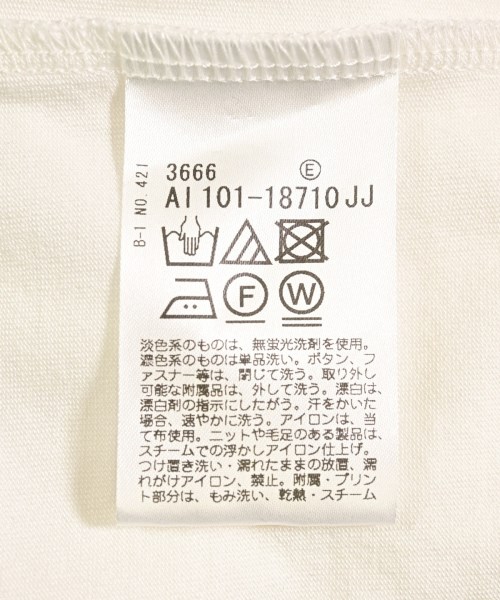 B-1 NO.421
3666 Ⓔ
AI 101-18710JJ
F W
淡色系のものは、無蛍光洗剤を使用。
濃色系のものは単品洗い。ボタン、フ
ァスナー等は、閉じて洗う。取り外し
可能な附属品は、外して洗う。漂白は、
漂白剤の指示にしたがう。汗をかいた
場合、速やかに洗う。アイロンは、当
て布使用。ニットや毛足のある製品は、
スチームでの浮かしアイロン仕上げ。
つけ置き洗い・濡れたままの放置、濡
れがけアイロン、禁止。附属・プリン
ト部分は、もみ洗い、乾熱・スチーム